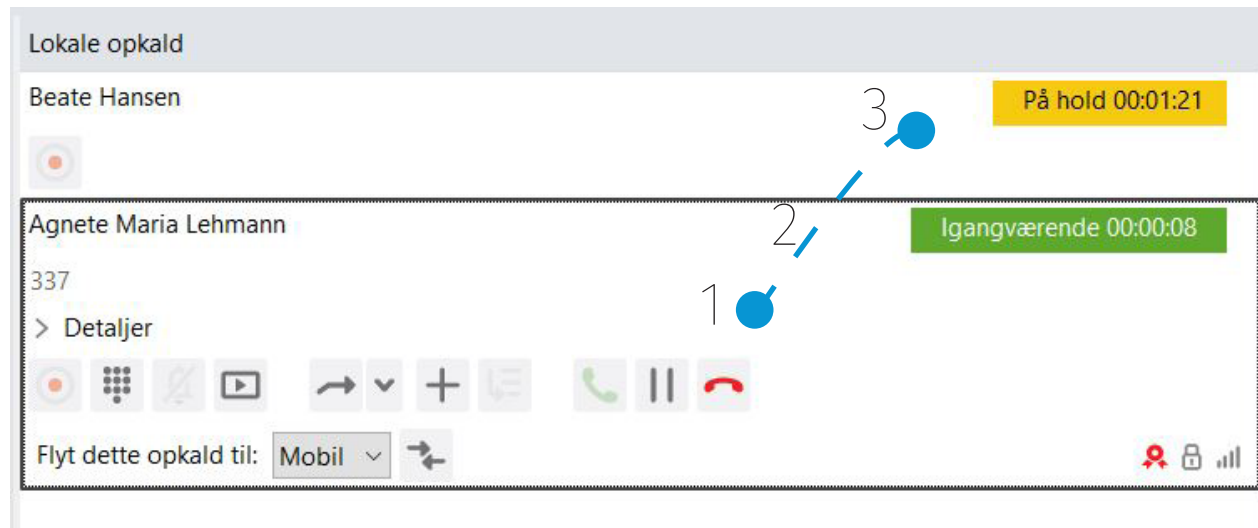 Lokale opkald
Beate Hansen
3
På hold 00:01:21
Agnete Maria Lehmann
2
Igangværende 00:00:08
337
1
> Detaljer
Flyt dette opkald til: Mobil